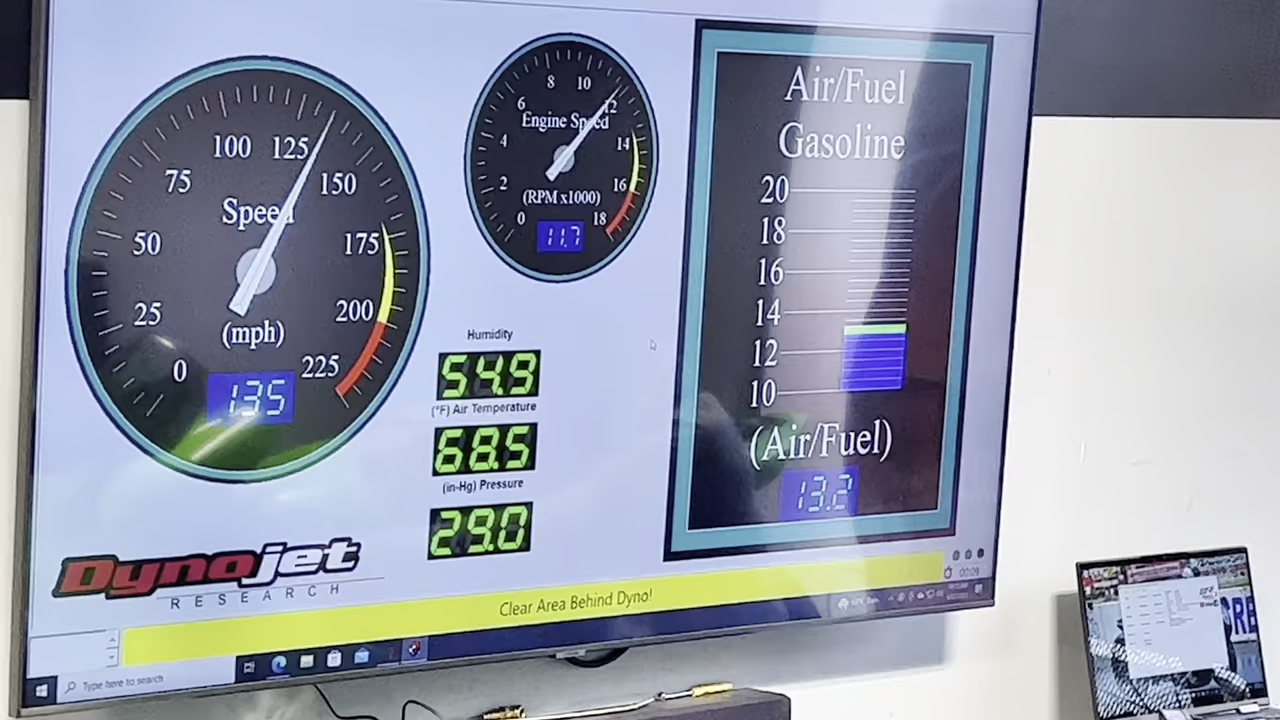 100 125
75 150
Speed
50 175
25 200
(mph)
0 225
135
8 10
6 12
Engine Speed
4 14
2 16
(RPM x1000)
0 18
11.7
Humidity
54.9
(°F) Air Temperature
68.5
(in-Hg) Pressure
29.0
Air/Fuel
Gasoline
20
18
16
14
12
10
(Air/Fuel)
13.2
Dynojet
RESEARCH
Clear Area Behind Dyno!
00:09
Type here to search
RE